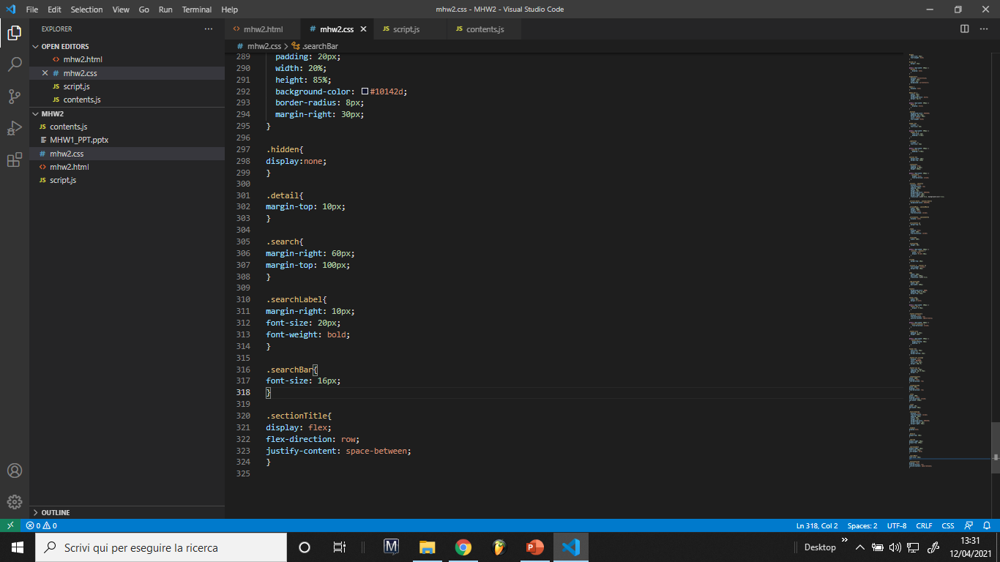 File Edit Selection View Go Run Terminal Help
mhw2.css - MHW2 - Visual Studio Code
EXPLORER
OPEN EDITORS
mhw2.html
# mhw2.css
JS script.js
JS contents.js
MHW2
JS contents.js
MHW1_PPT.pptx
# mhw2.css
mhw2.html
JS script.js
OUTLINE
mhw2.html # mhw2.css JS script.js JS contents.js
# mhw2.css > .searchBar
289 padding: 20px;
290 width: 20%;
291 height: 85%;
292 background-color: #10142d;
293 border-radius: 8px;
294 margin-right: 30px;
295 }
296
297 .hidden{
298 display:none;
299 }
300
301 .detail{
302 margin-top: 10px;
303 }
304
305 .search{
306 margin-right: 60px;
307 margin-top: 100px;
308 }
309
310 .searchLabel{
311 margin-right: 10px;
312 font-size: 20px;
313 font-weight: bold;
314 }
315
316 .searchBar{
317 font-size: 16px;
318 }
319
320 .sectionTitle{
321 display: flex;
322 flex-direction: row;
323 justify-content: space-between;
324 }
325
0 0
Ln 318, Col 2 Spaces: 2 UTF-8 CRLF CSS
Scrivi qui per eseguire la ricerca
Desktop
13:31
12/04/2021